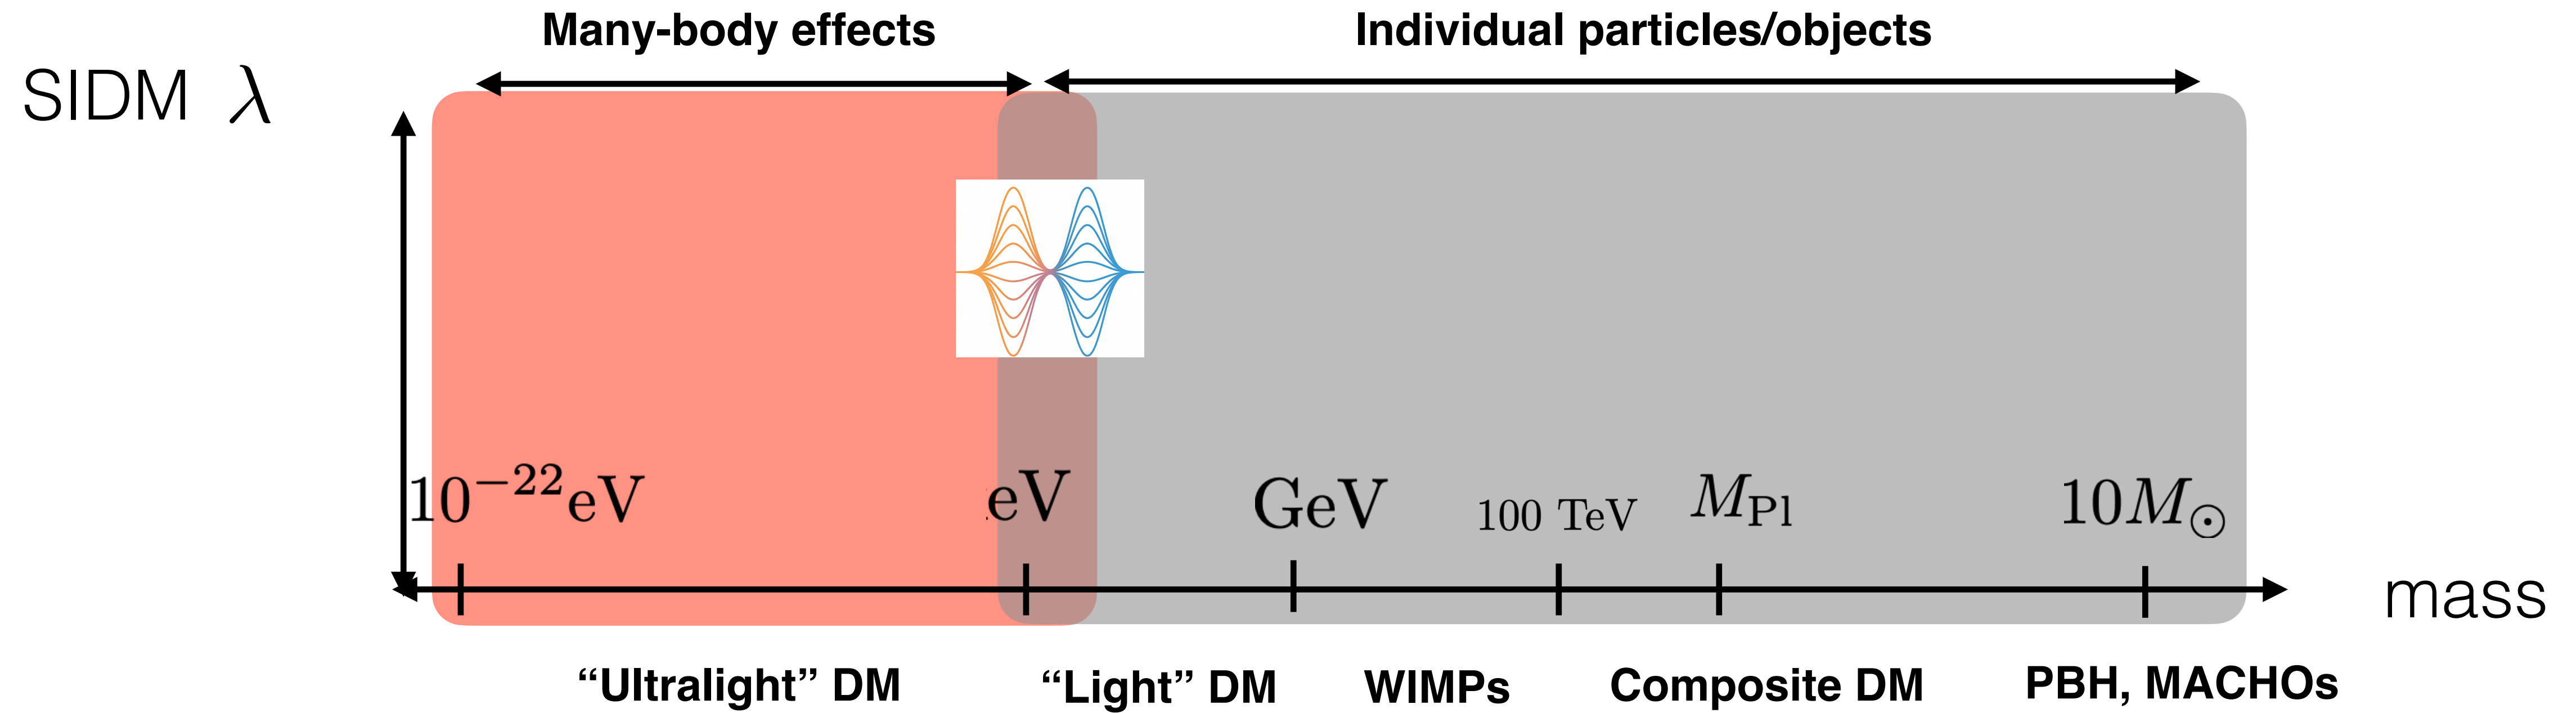 Many-body effects
Individual particles/objects
SIDM λ
10⁻²²eV
eV
GeV
100 TeV
M_Pl
10M_⊙
mass
“Ultralight” DM
“Light” DM
WIMPs
Composite DM
PBH, MACHOs